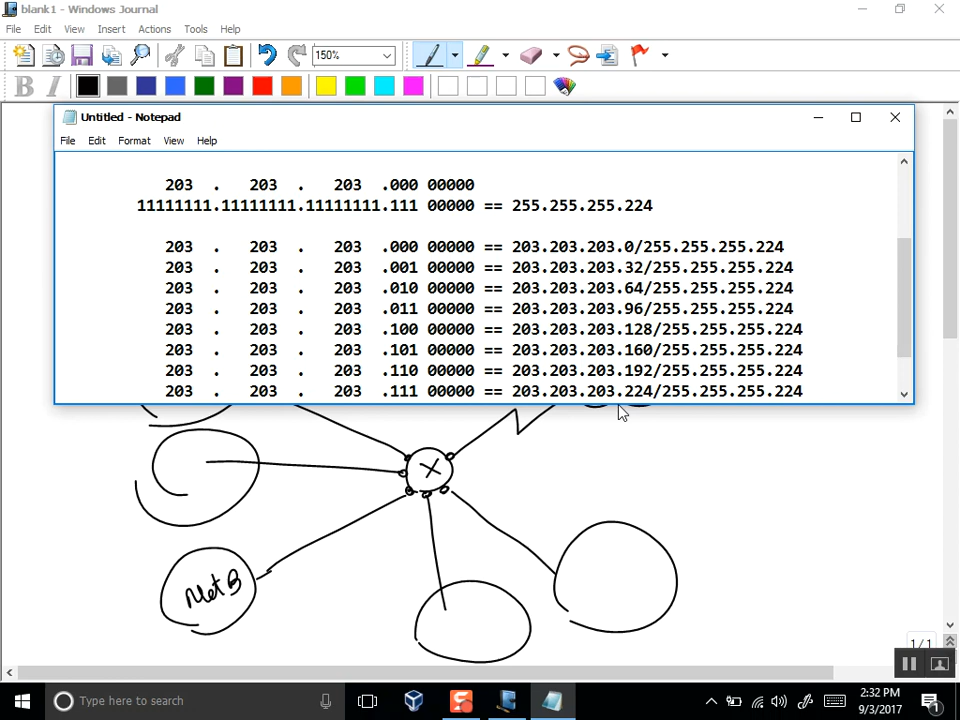 blank1 - Windows Journal
File Edit View Insert Actions Tools Help
150%
B I
Untitled - Notepad
File Edit Format View Help
203 . 203 . 203 .000 00000
11111111.11111111.11111111.111 00000 == 255.255.255.224
203 . 203 . 203 .000 00000 == 203.203.203.0/255.255.255.224
203 . 203 . 203 .001 00000 == 203.203.203.32/255.255.255.224
203 . 203 . 203 .010 00000 == 203.203.203.64/255.255.255.224
203 . 203 . 203 .011 00000 == 203.203.203.96/255.255.255.224
203 . 203 . 203 .100 00000 == 203.203.203.128/255.255.255.224
203 . 203 . 203 .101 00000 == 203.203.203.160/255.255.255.224
203 . 203 . 203 .110 00000 == 203.203.203.192/255.255.255.224
203 . 203 . 203 .111 00000 == 203.203.203.224/255.255.255.224
X
Net B
1/1
Type here to search
2:32 PM
9/3/2017
1